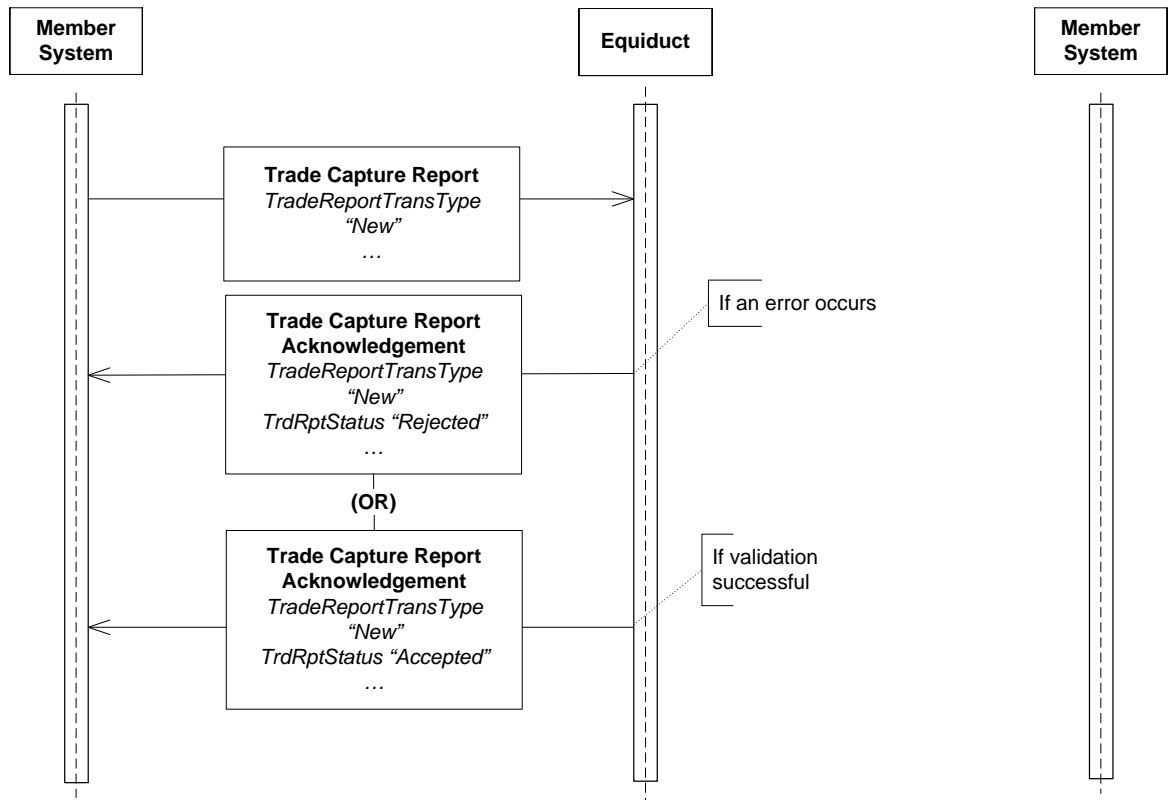 Member
System
Equiduct
Member
System
Trade Capture Report
TradeReportTransType
“New”
…
If an error occurs
Trade Capture Report
Acknowledgement
TradeReportTransType
“New”
TrdRptStatus “Rejected”
…
(OR)
Trade Capture Report
Acknowledgement
TradeReportTransType
“New”
TrdRptStatus “Accepted”
…
If validation
successful